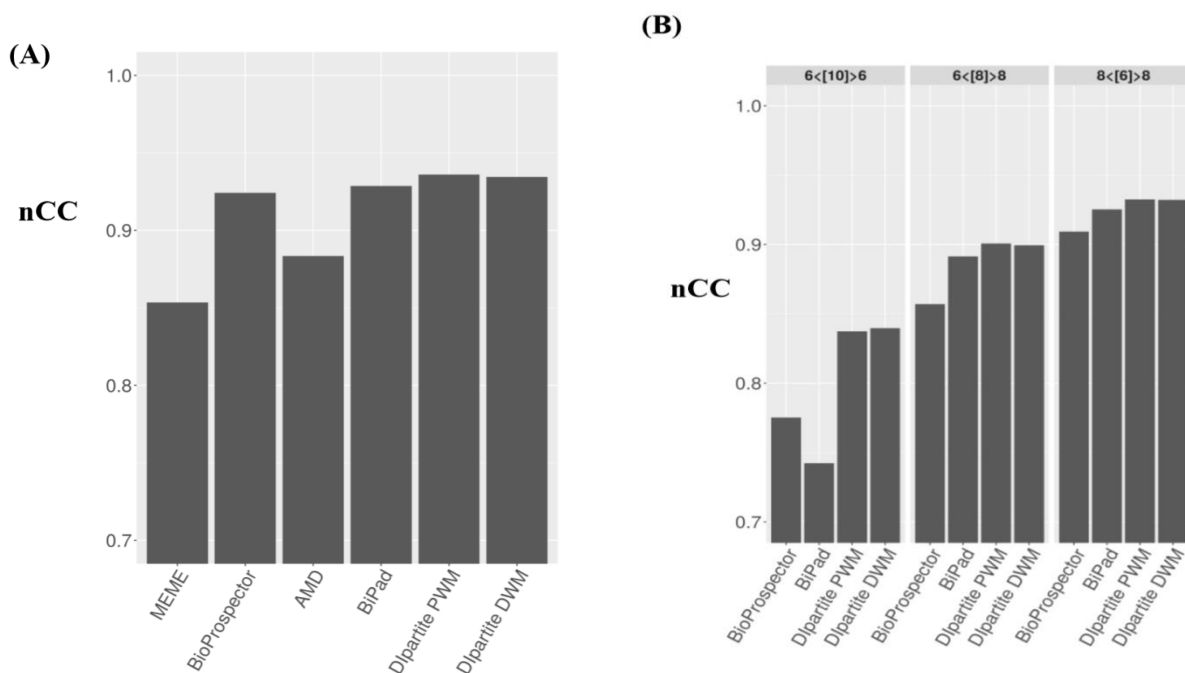 (A)
1.0
0.9
0.8
0.7
nCC
MEME
BioProspector
AMD
BiPad
DIpartite PWM
DIpartite DWM
(B)
6<[10]>6
6<[8]>8
8<[6]>8
1.0
0.9
0.8
0.7
nCC
BioProspector
BiPad
DIpartite PWM
DIpartite DWM
BioProspector
BiPad
DIpartite PWM
DIpartite DWM
BioProspector
BiPad
DIpartite PWM
DIpartite DWM